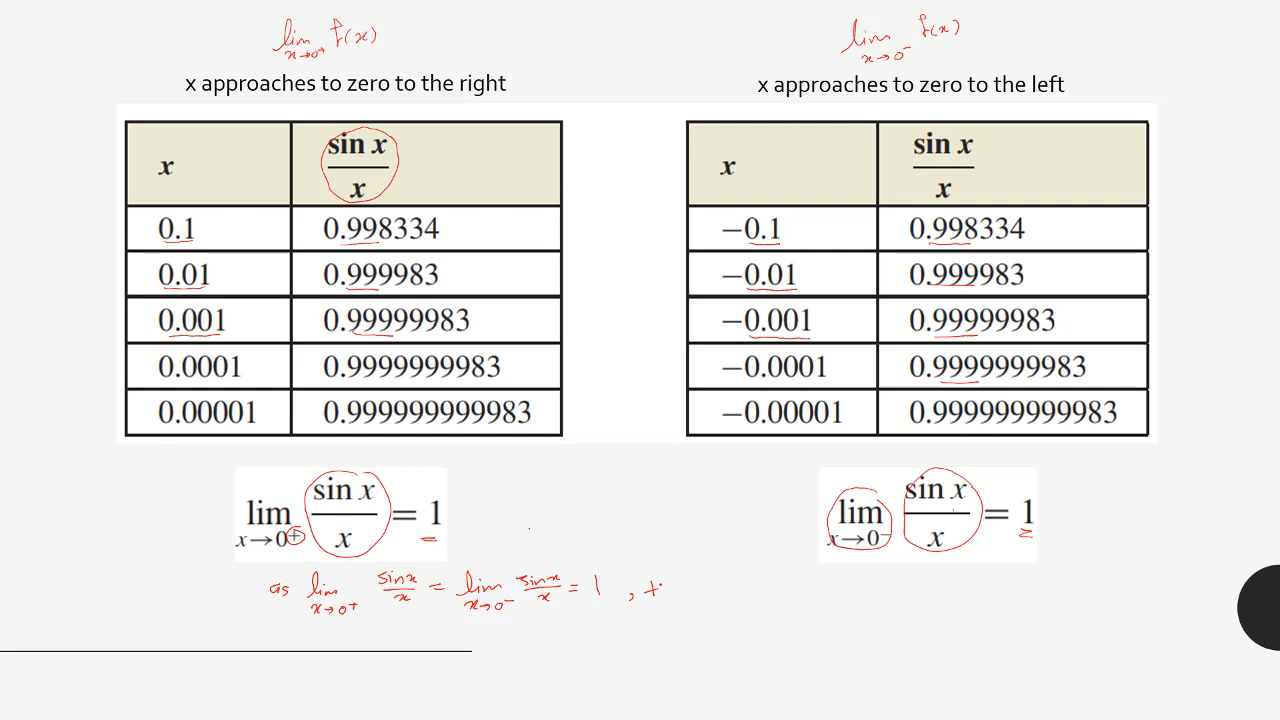 lim x→0⁺ f(x)
x approaches to zero to the right
x sin x / x
0.1 0.998334
0.01 0.999983
0.001 0.99999983
0.0001 0.9999999983
0.00001 0.999999999983
lim x→0⁺ sin x / x = 1
lim x→0⁻ f(x)
x approaches to zero to the left
x sin x / x
−0.1 0.998334
−0.01 0.999983
−0.001 0.99999983
−0.0001 0.9999999983
−0.00001 0.999999999983
lim x→0⁻ sin x / x = 1
as lim x→0⁺ sinx / x = lim x→0⁻ sinx / x = 1 ,